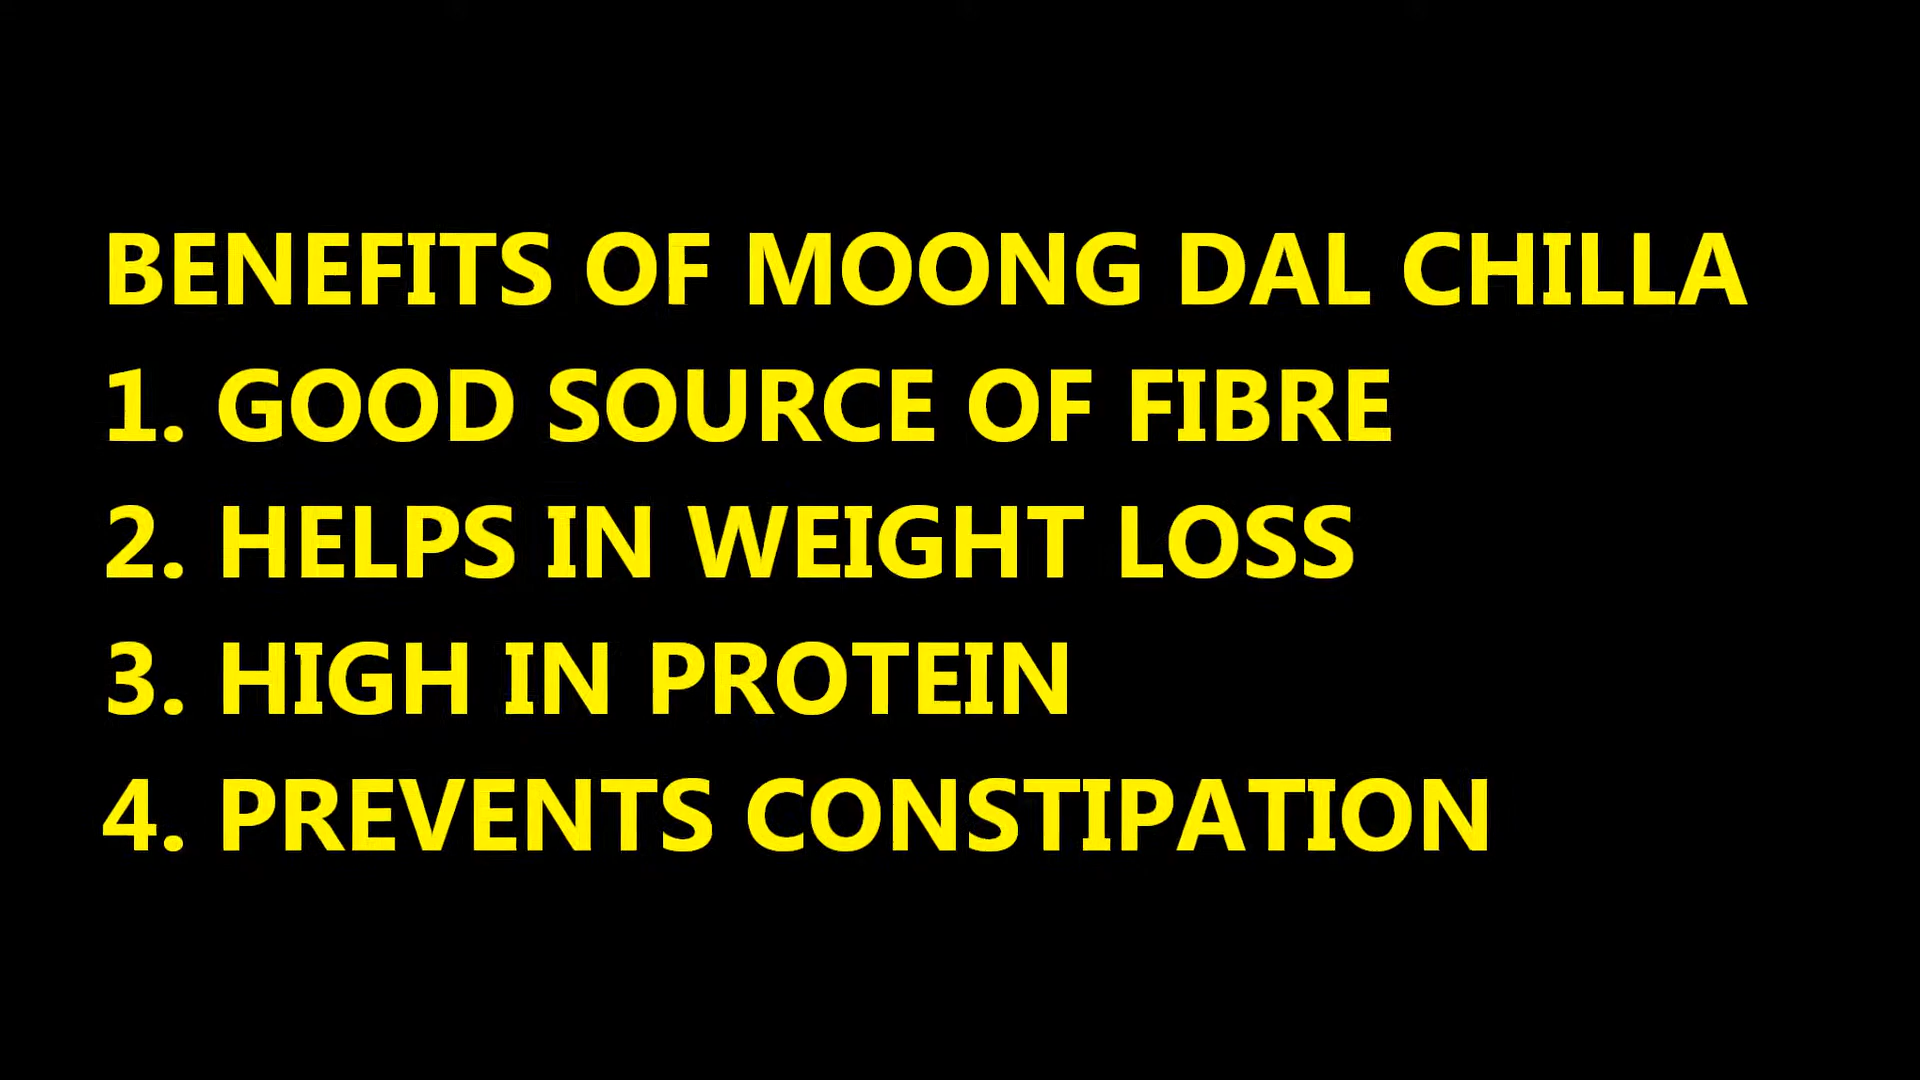 BENEFITS OF MOONG DAL CHILLA
1. GOOD SOURCE OF FIBRE
2. HELPS IN WEIGHT LOSS
3. HIGH IN PROTEIN
4. PREVENTS CONSTIPATION